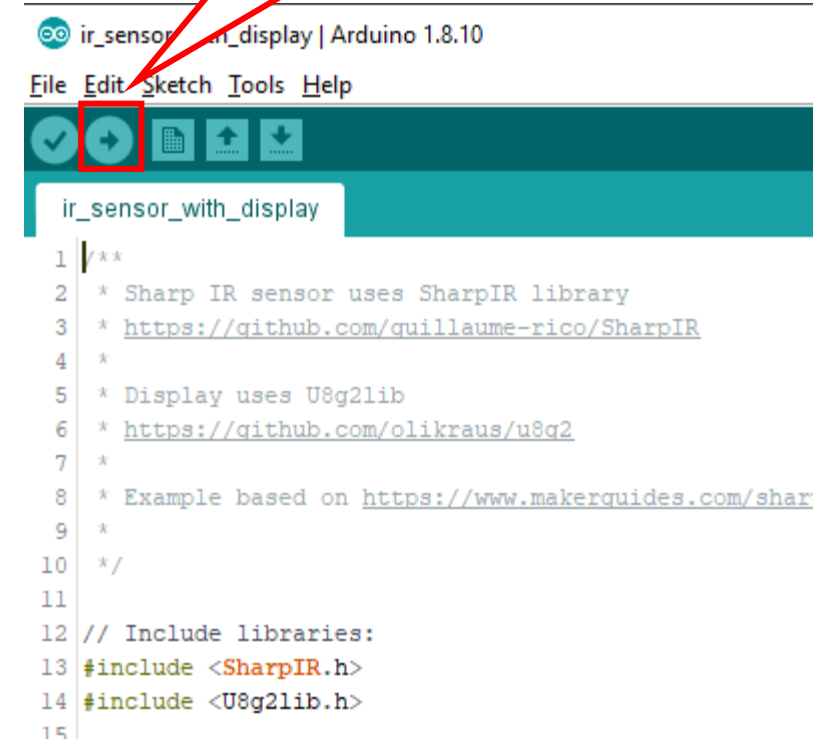 ir_sensor_with_display | Arduino 1.8.10
File Edit Sketch Tools Help
ir_sensor_with_display
1 /**
2 * Sharp IR sensor uses SharpIR library
3 * https://github.com/guillaume-rico/SharpIR
4 *
5 * Display uses U8g2lib
6 * https://github.com/olikraus/u8g2
7 *
8 * Example based on https://www.makerguides.com/shar
9 *
10 */
11
12 // Include libraries:
13 #include <SharpIR.h>
14 #include <U8g2lib.h>
15